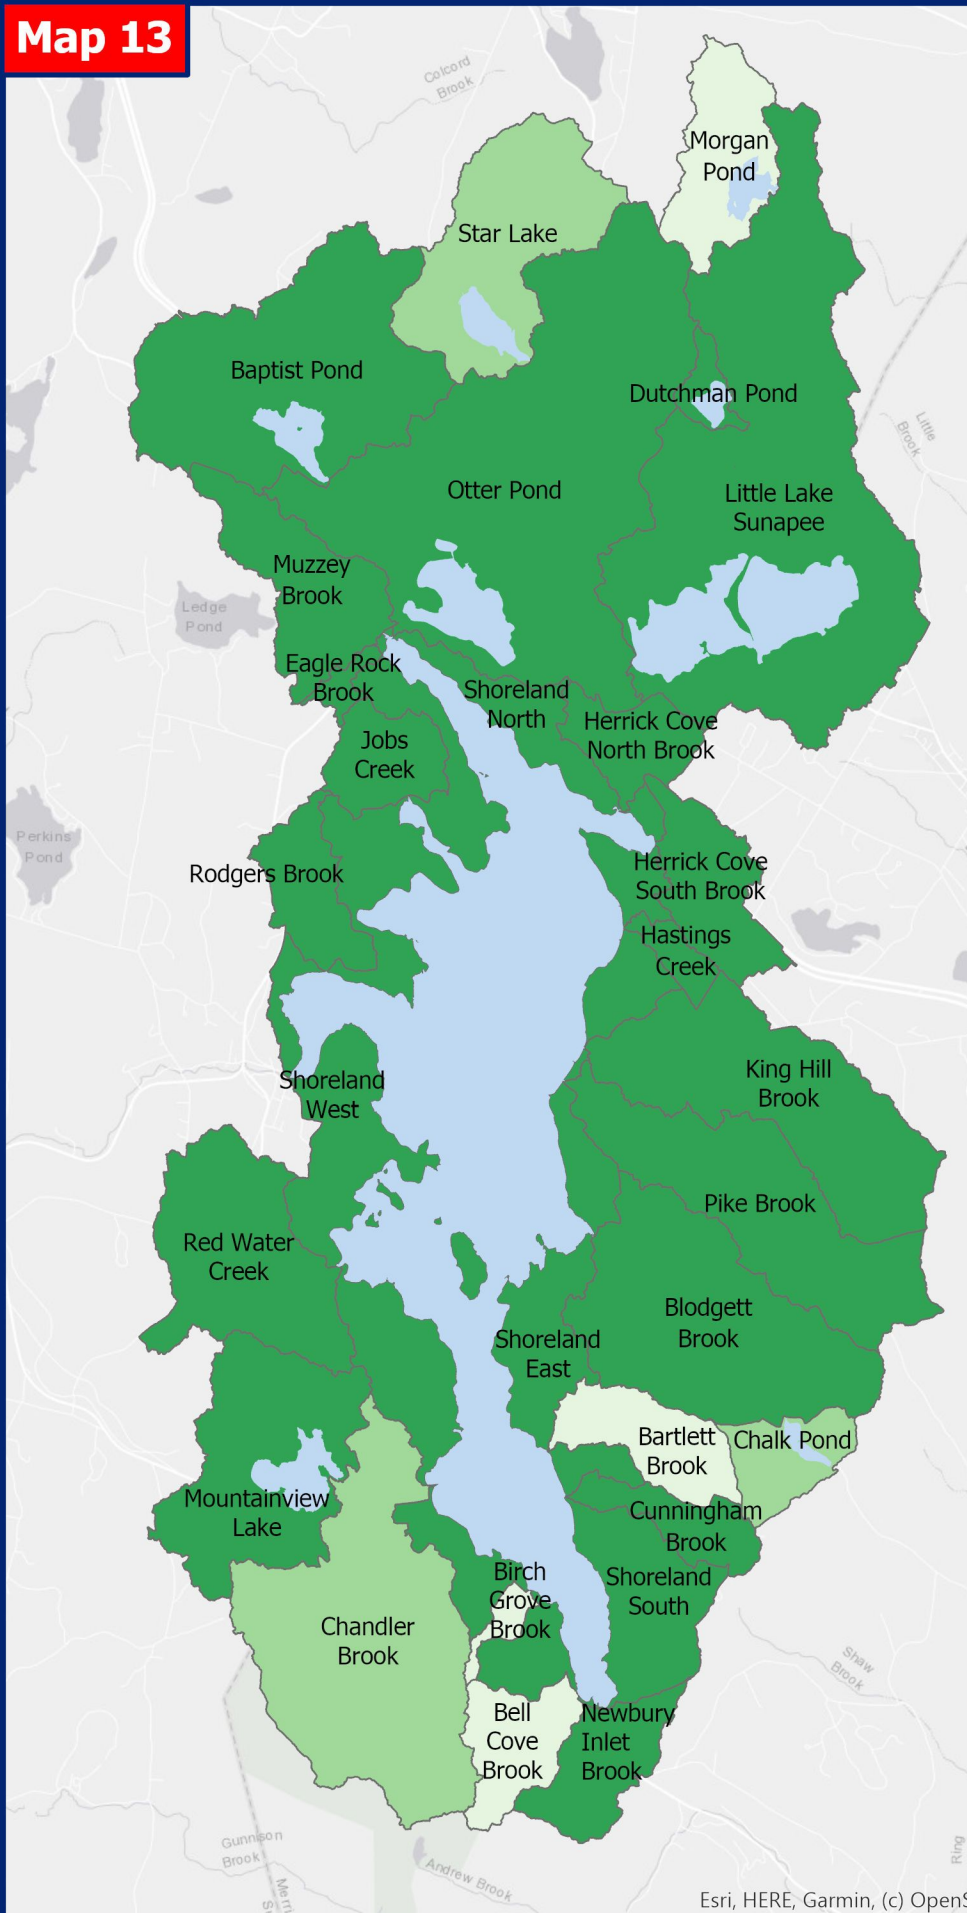 Map 13
Colcord
Brook
Morgan
Pond
Star Lake
Baptist Pond
Dutchman Pond
Little
Brook
Otter Pond
Little Lake
Sunapee
Muzzey
Brook
Ledge
Pond
Eagle Rock
Brook
Shoreland
North
Herrick Cove
North Brook
Jobs
Creek
Perkins
Pond
Rodgers Brook
Herrick Cove
South Brook
Hastings
Creek
King Hill
Brook
Shoreland
West
Pike Brook
Red Water
Creek
Blodgett
Brook
Shoreland
East
Bartlett
Brook
Chalk Pond
Mountainview
Lake
Cunningham
Brook
Birch
Grove
Brook
Shoreland
South
Chandler
Brook
Shaw
Brook
Bell
Cove
Brook
Newbury
Inlet
Brook
Gunnison
Brook
Andrew Brook
Merri
Ring
Esri, HERE, Garmin, (c) OpenS